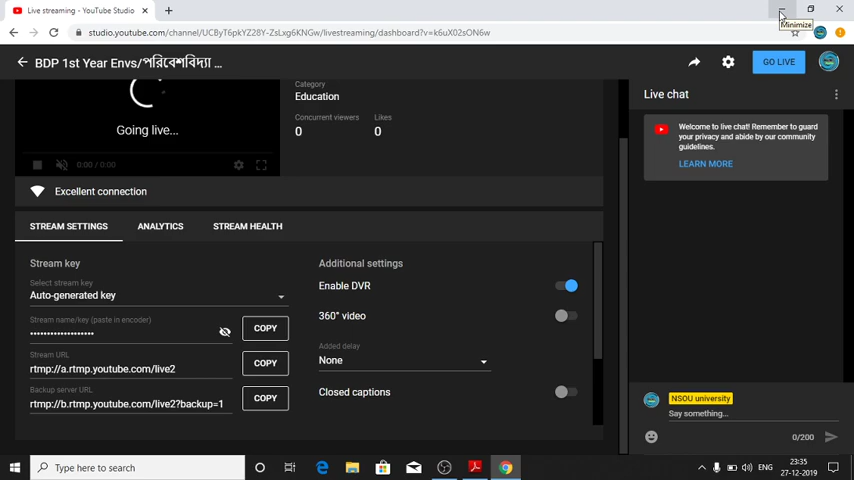 Live streaming - YouTube Studio
Minimize
studio.youtube.com/channel/UCByT6pkYZ28Y-ZsLxg6KNGw/livestreaming/dashboard?v=k6uX02sON6w
BDP 1st Year Envs/পরিবেশবিদ্যা ...
GO LIVE
Category
Education
Concurrent viewers
Likes
0
0
Going live...
0:00 / 0:00
Excellent connection
STREAM SETTINGS
ANALYTICS
STREAM HEALTH
Stream key
Select stream key
Auto-generated key
Stream name/key (paste in encoder)
•••••••••••••••••••
COPY
Stream URL
rtmp://a.rtmp.youtube.com/live2
COPY
Backup server URL
rtmp://b.rtmp.youtube.com/live2?backup=1
COPY
Additional settings
Enable DVR
360° video
Added delay
None
Closed captions
Live chat
Welcome to live chat! Remember to guard
your privacy and abide by our community
guidelines.
LEARN MORE
NSOU university
Say something...
0/200
Type here to search
ENG
23:35
27-12-2019